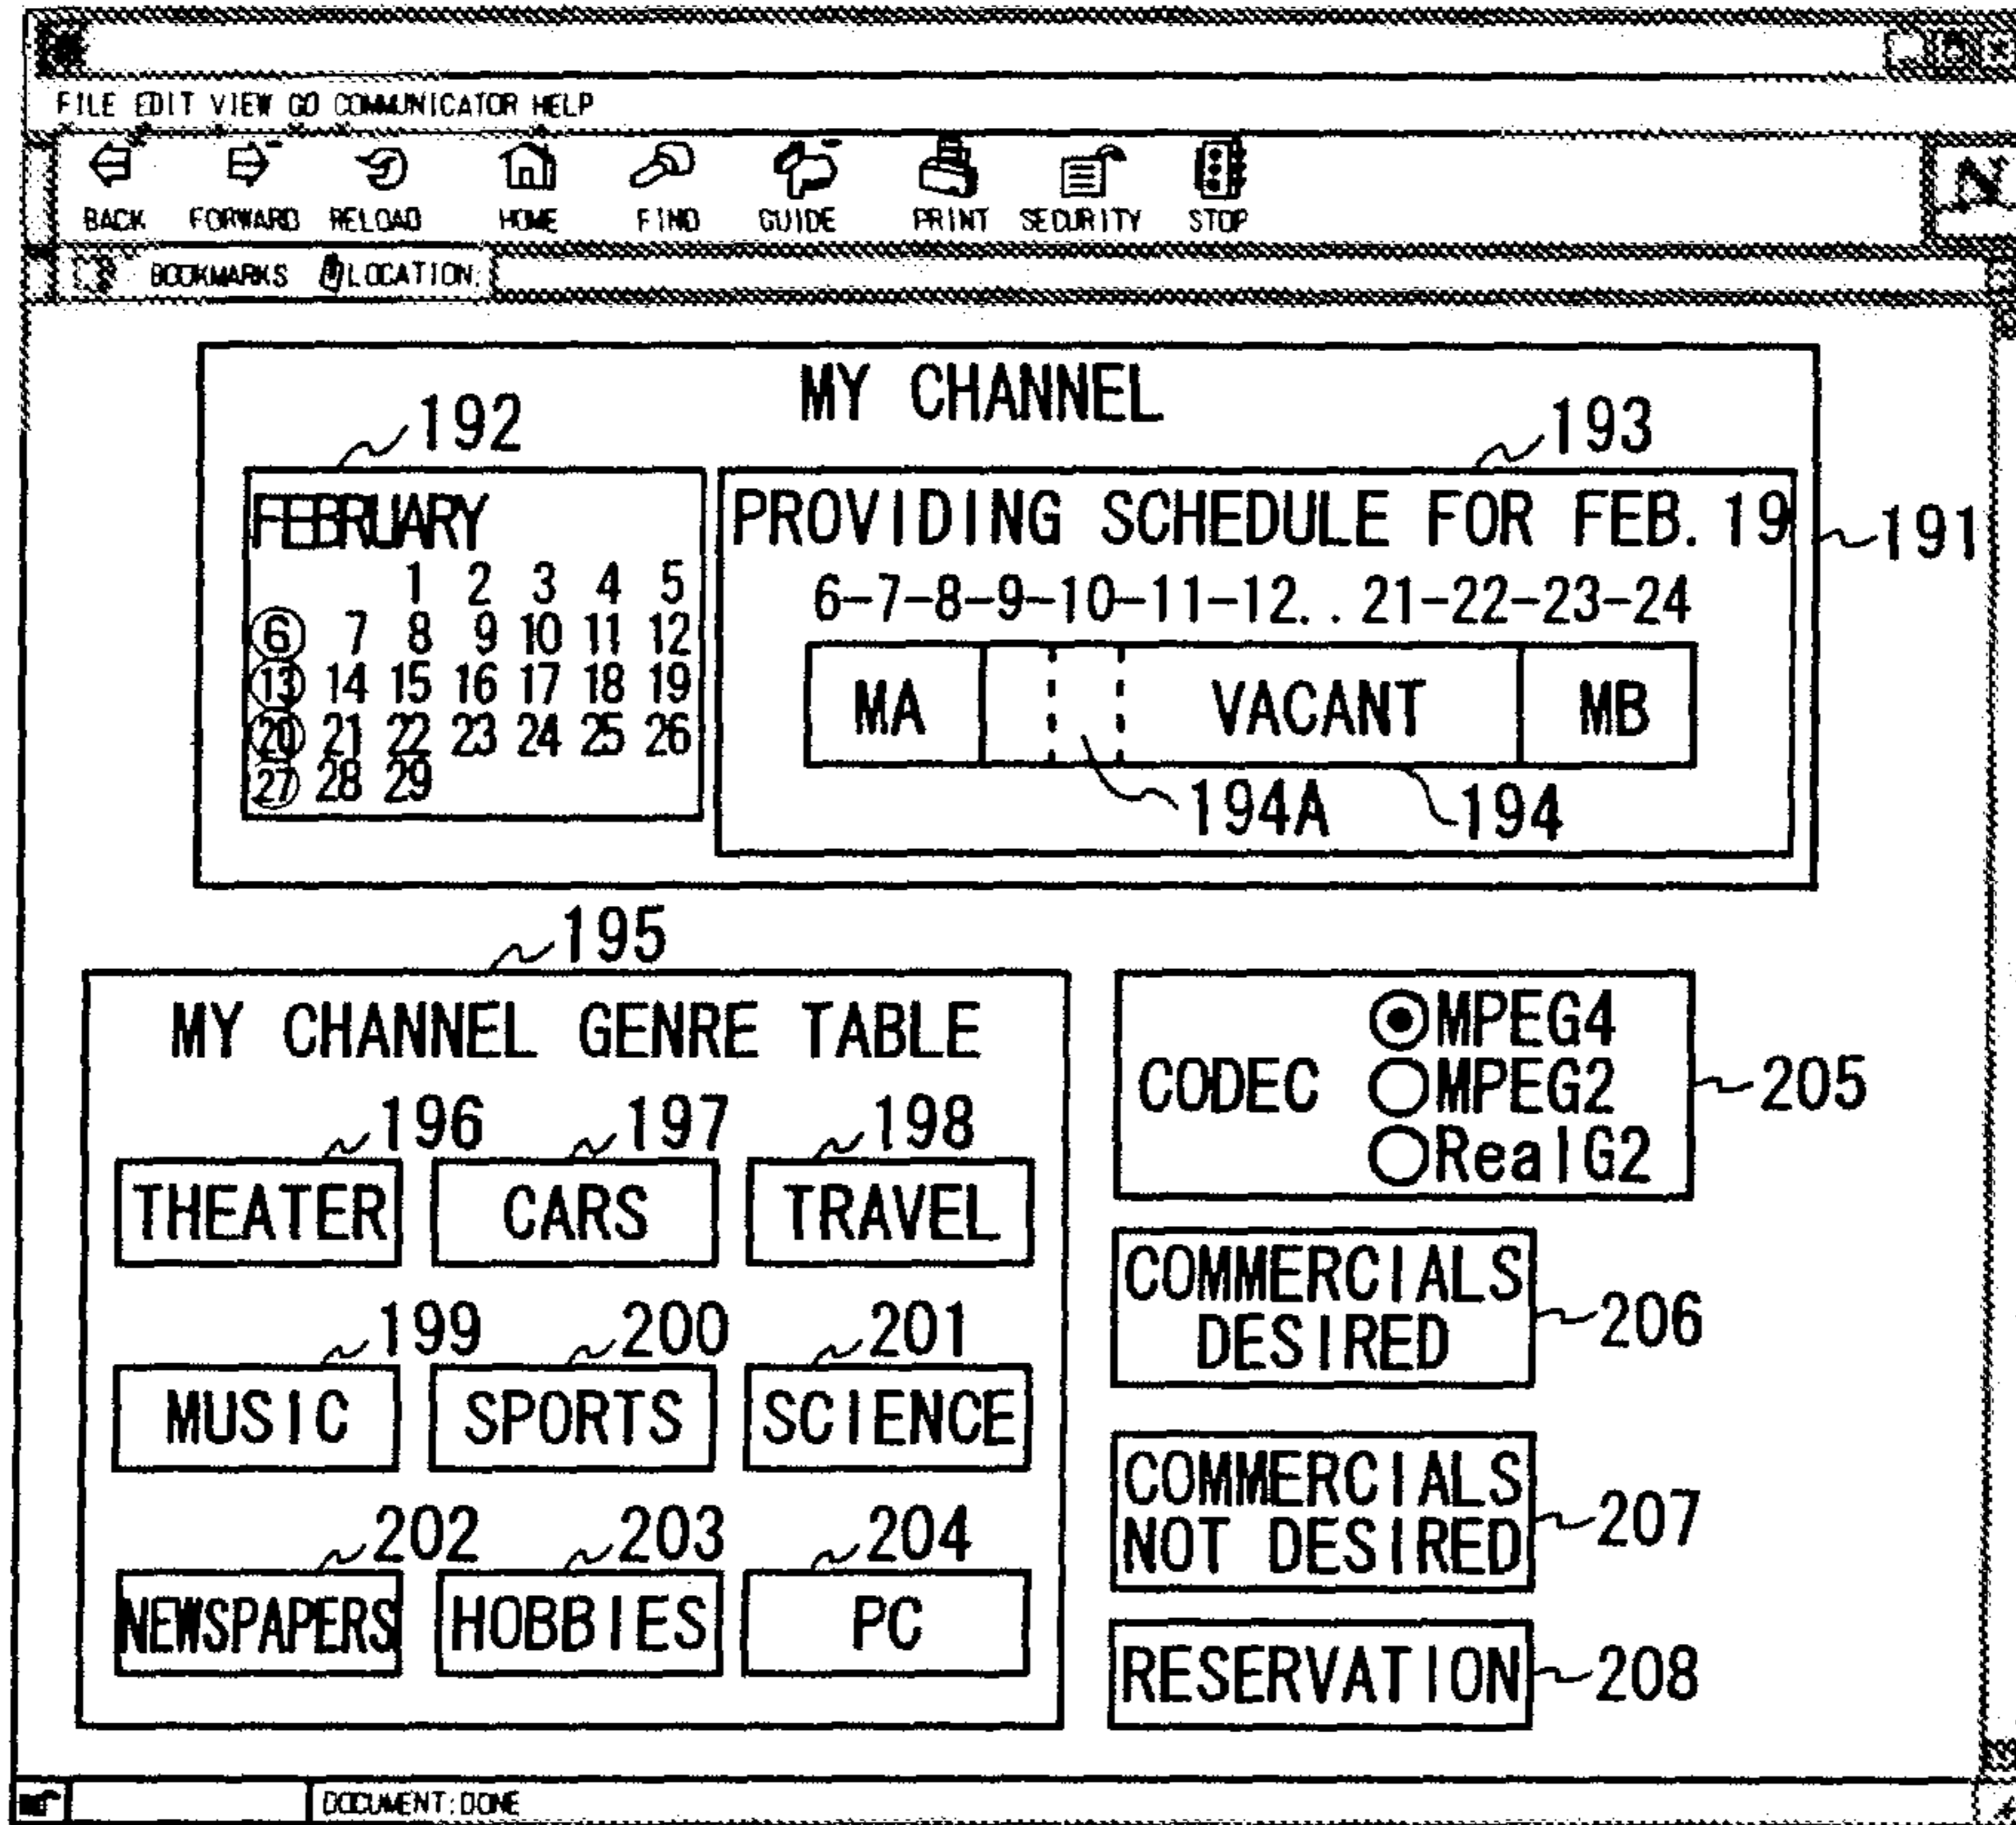 FILE EDIT VIEW GO COMMUNICATOR HELP
BACK FORWARD RELOAD HOME FIND GUIDE PRINT SECURITY STOP
N
BOOKMARKS LOCATION:
MY CHANNEL
192
193
191
FEBRUARY
1 2 3 4 5
6 7 8 9 10 11 12
13 14 15 16 17 18 19
20 21 22 23 24 25 26
27 28 29
PROVIDING SCHEDULE FOR FEB. 19
6-7-8-9-10-11-12..21-22-23-24
MA VACANT MB
194A 194
195
MY CHANNEL GENRE TABLE
196 197 198
THEATER CARS TRAVEL
199 200 201
MUSIC SPORTS SCIENCE
202 203 204
NEWSPAPERS HOBBIES PC
CODEC
MPEG4
MPEG2
RealG2
205
COMMERCIALS
DESIRED
206
COMMERCIALS
NOT DESIRED
207
RESERVATION
208
DOCUMENT:DONE